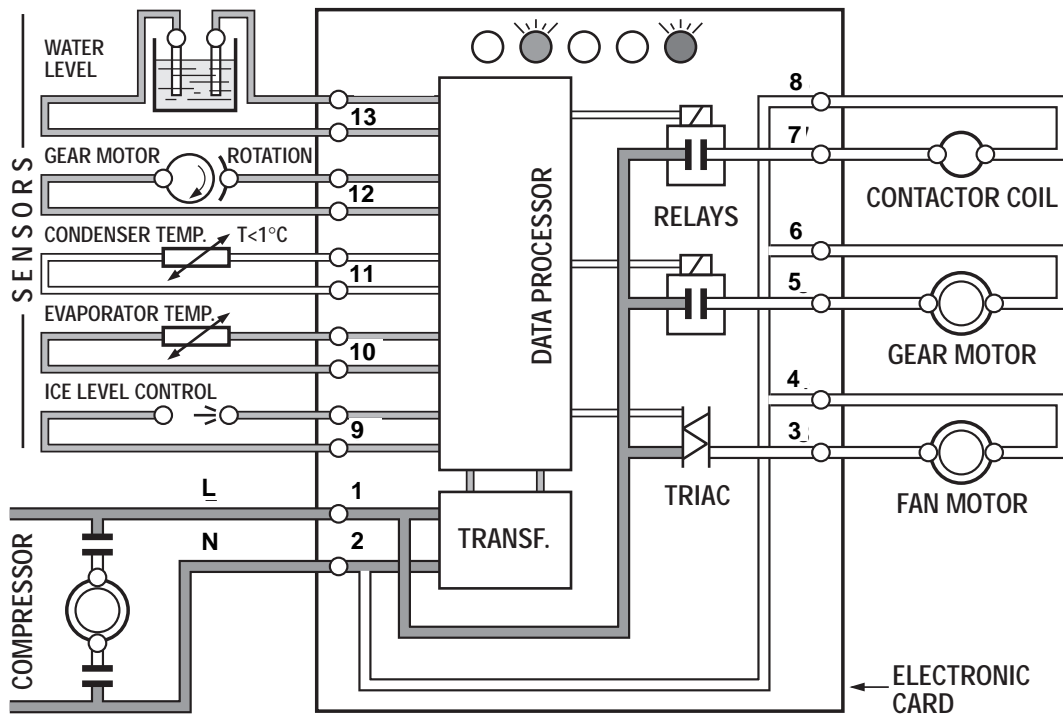 SENSORS
WATER
LEVEL
13
GEAR MOTOR
ROTATION
12
CONDENSER TEMP.
T<1°C
11
EVAPORATOR TEMP.
10
ICE LEVEL CONTROL
9
L
1
N
2
COMPRESSOR
DATA PROCESSOR
TRANSF.
RELAYS
TRIAC
8
7
CONTACTOR COIL
6
5
GEAR MOTOR
4
3
FAN MOTOR
ELECTRONIC
CARD